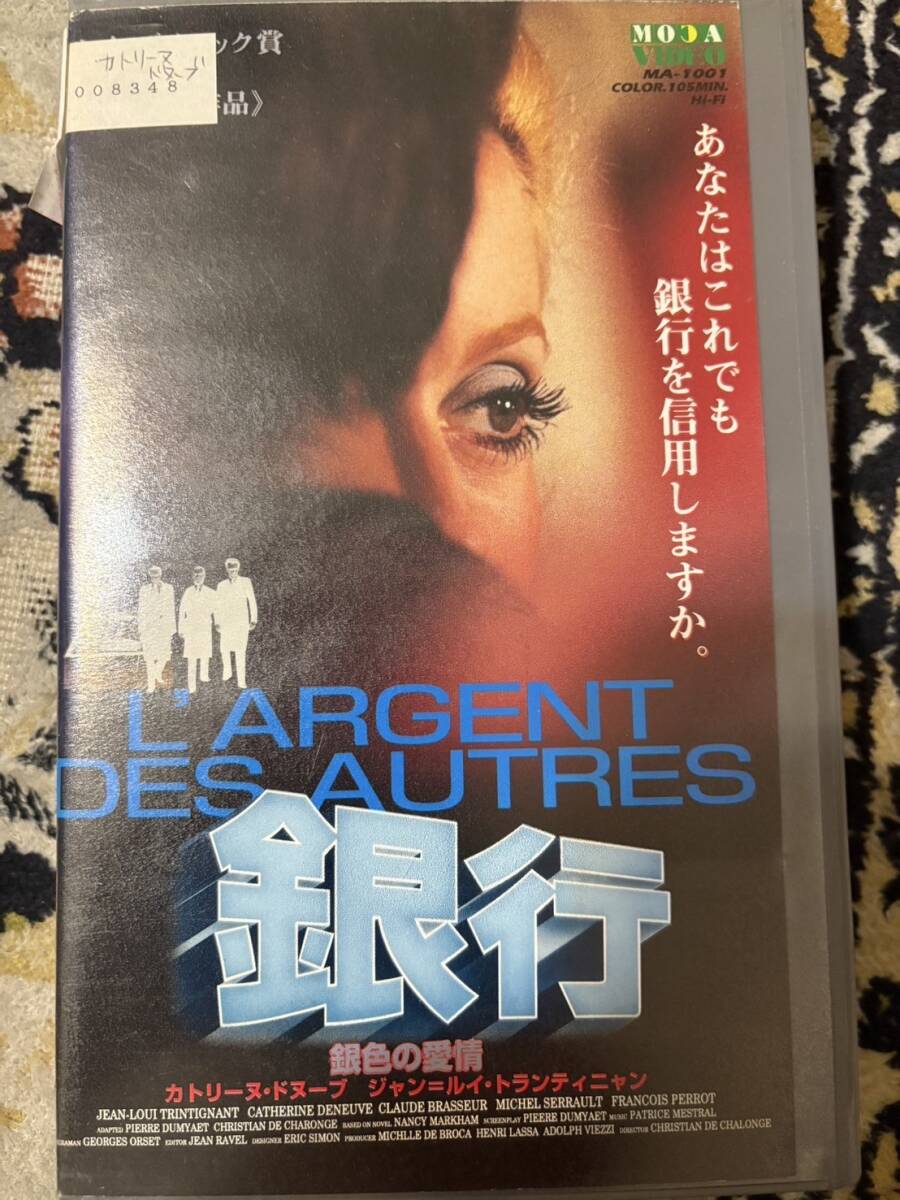 ック賞
カトリーヌ
ドヌーブ
008348
作品》
MOCA
VIDEO
MA-1001
COLOR.105MIN.
Hi-Fi
あなたはこれでも
銀行を信用しますか。
L'ARGENT
DES AUTRES
銀行
銀色の愛情
カトリーヌ・ドヌーブ ジャン=ルイ・トランティニャン
JEAN-LOUI TRINTIGNANT CATHERINE DENEUVE CLAUDE BRASSEUR MICHEL SERRAULT FRANCOIS PERROT
ADAPTED PIERRE DUMYAET CHRISTIAN DE CHARONGE BASED ON NOVEL NANCY MARKHAM SCREENPLAY PIEERE DUMYAET MUSIC PATRICE MESTRAL
RAMAN GEORGES ORSET EDITOR JEAN RAVEL DESIGNER ERIC SIMON PRODUCER MICHLLE DE BROCA HENRI LASSA ADOLPH VIEZZI DIRECTOR CHRISTIAN DE CHALONGE